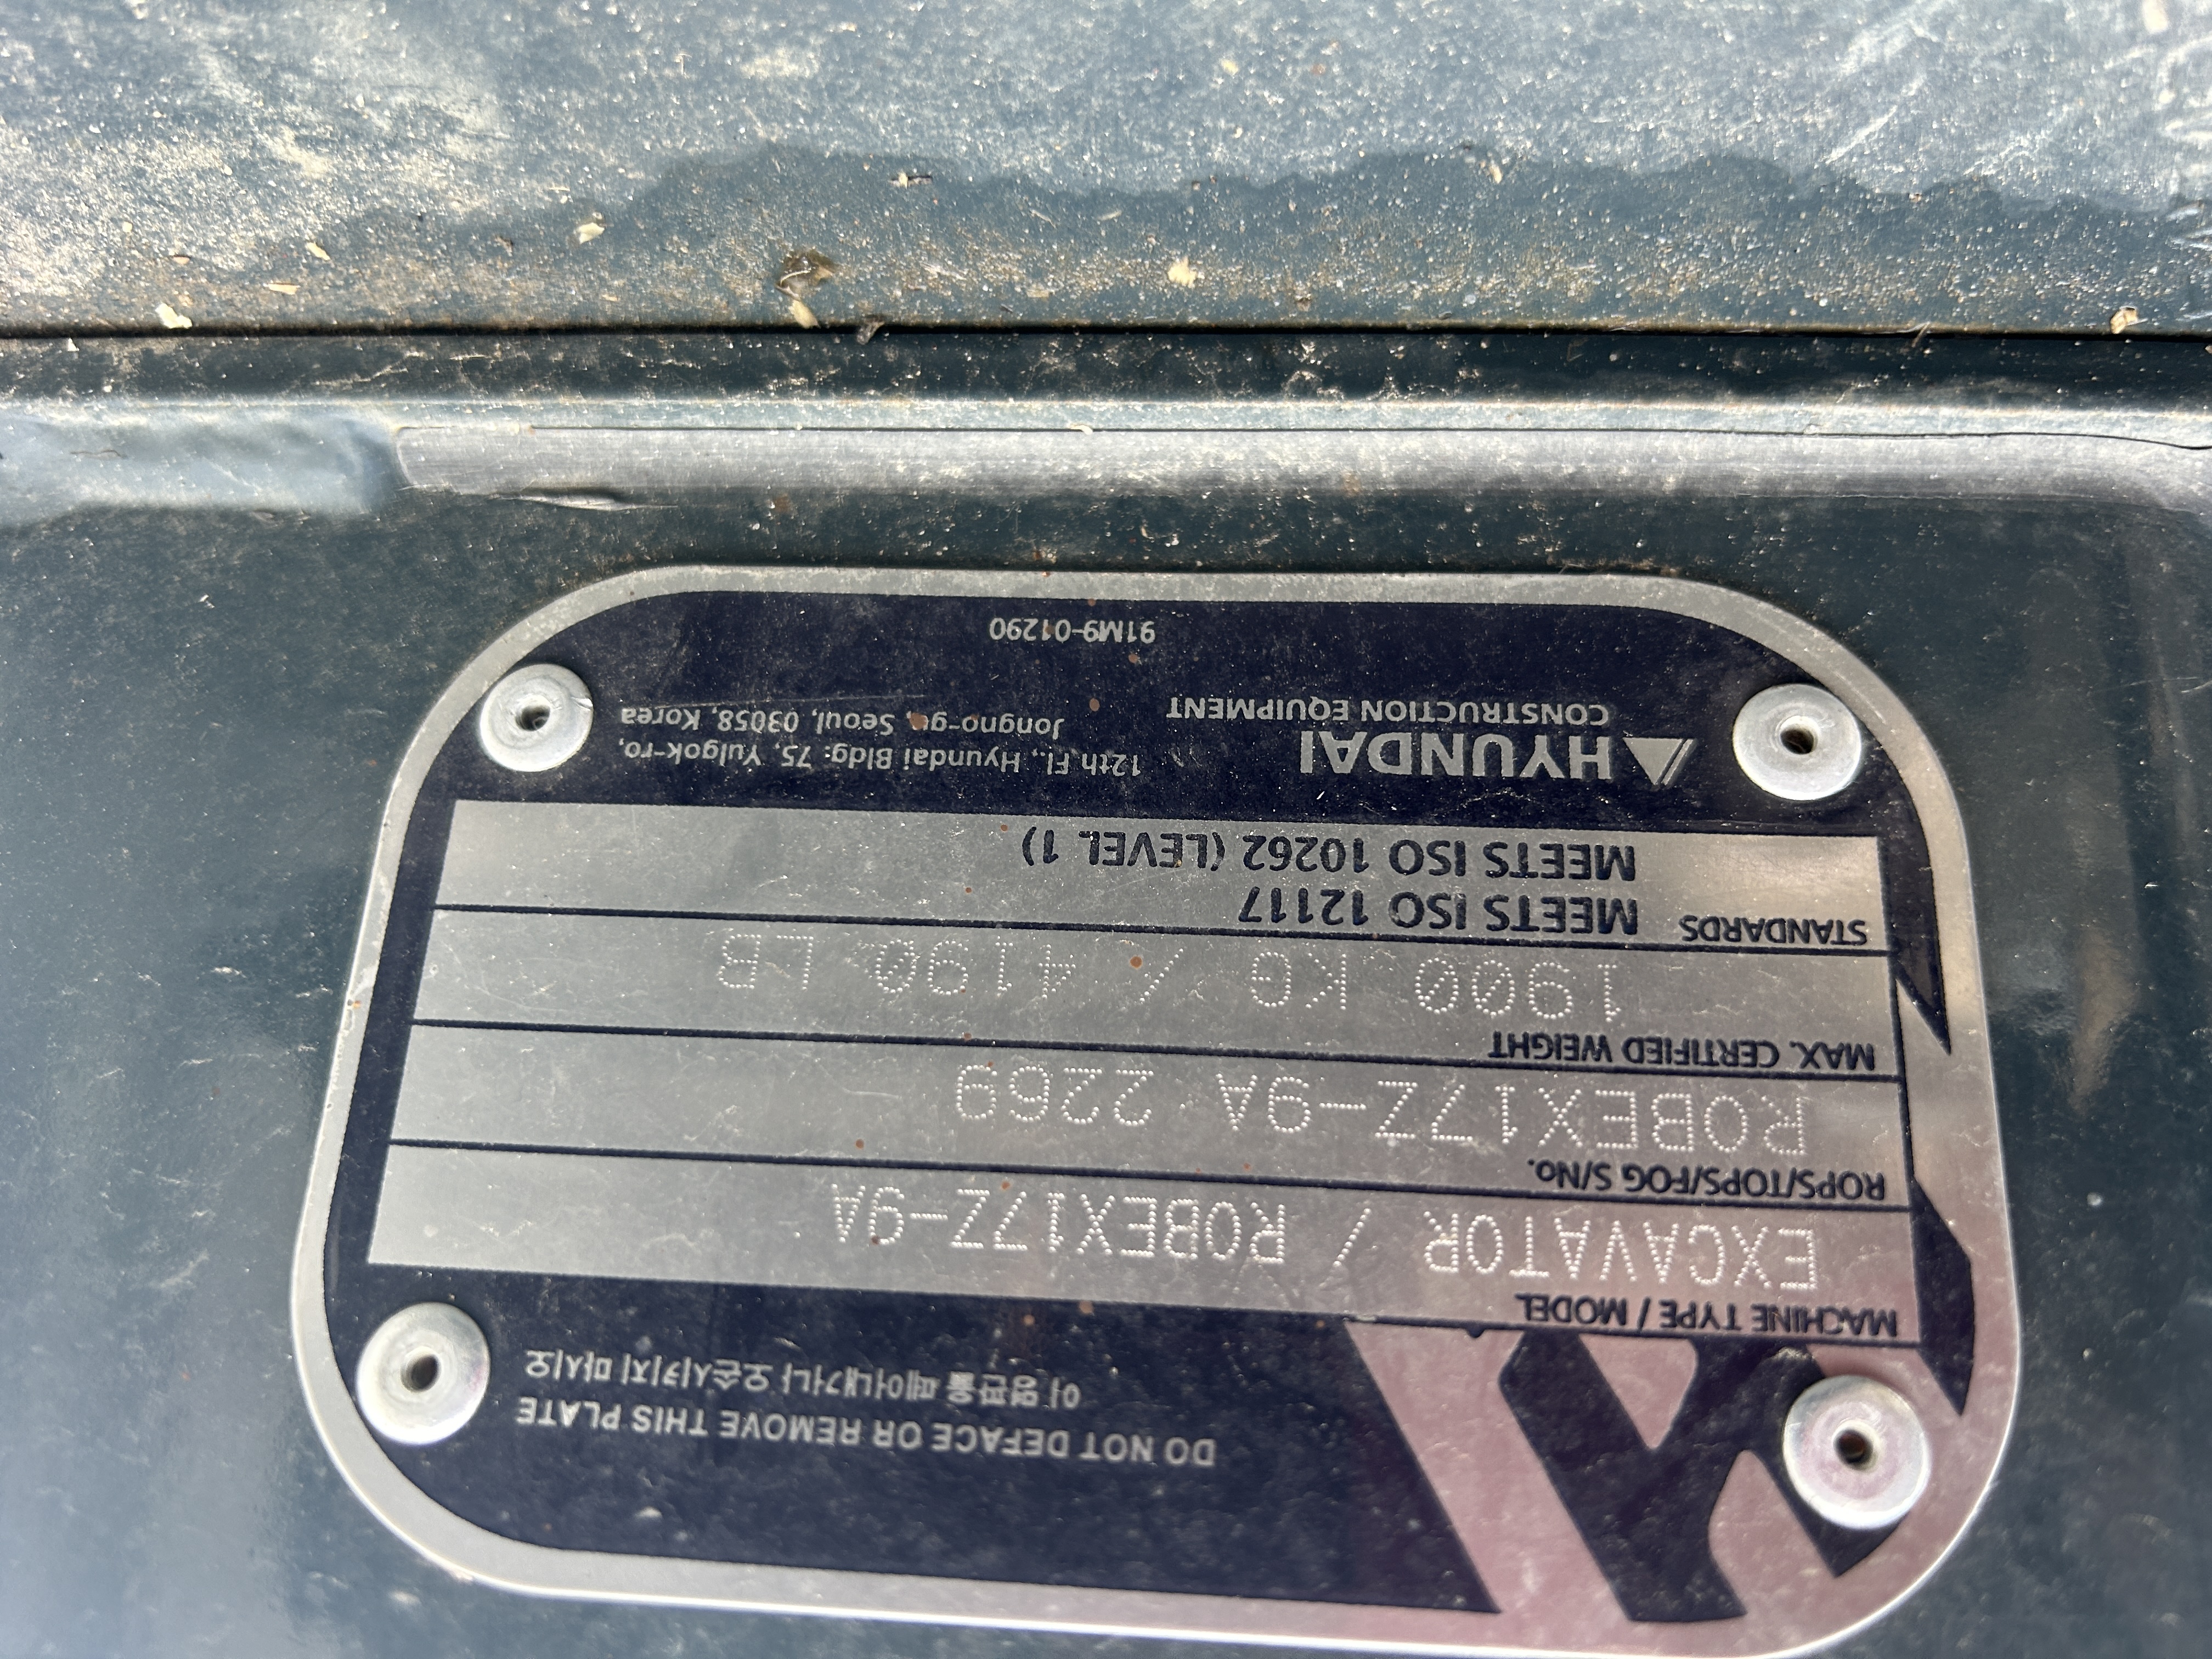 DO NOT DEFACE OR REMOVE THIS PLATE
이 명판을 떼어내거나 오손시키지 마시오
MACHINE TYPE / MODEL
EXCAVATOR / ROBEX17Z-9A
ROPS/TOPS/FOG S/No.
ROBEX17Z-9A 2269
MAX. CERTIFIED WEIGHT
1900 KG / 4190 LB
STANDARDS MEETS ISO 12117
MEETS ISO 10262 (LEVEL 1)
HYUNDAI
CONSTRUCTION EQUIPMENT
12th Fl., Hyundai Bldg: 75, Yulgok-ro,
Jongno-gu, Seoul, 03058, Korea
91M9-01290